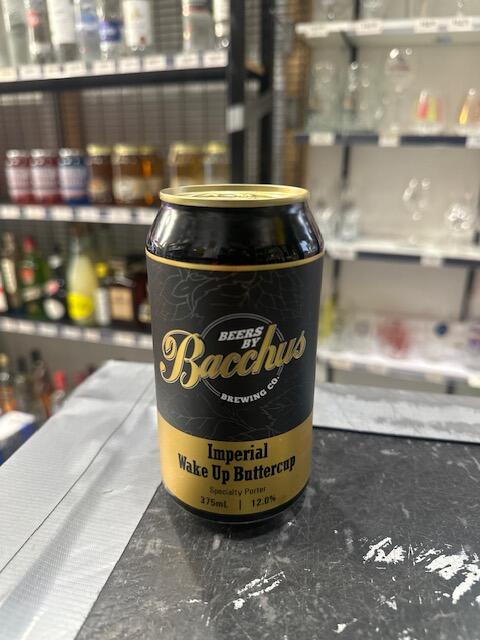 BEERS
BY
Bacchus
BREWING CO.
Imperial
Wake Up Buttercup
Specialty Porter
375mL | 12.0%